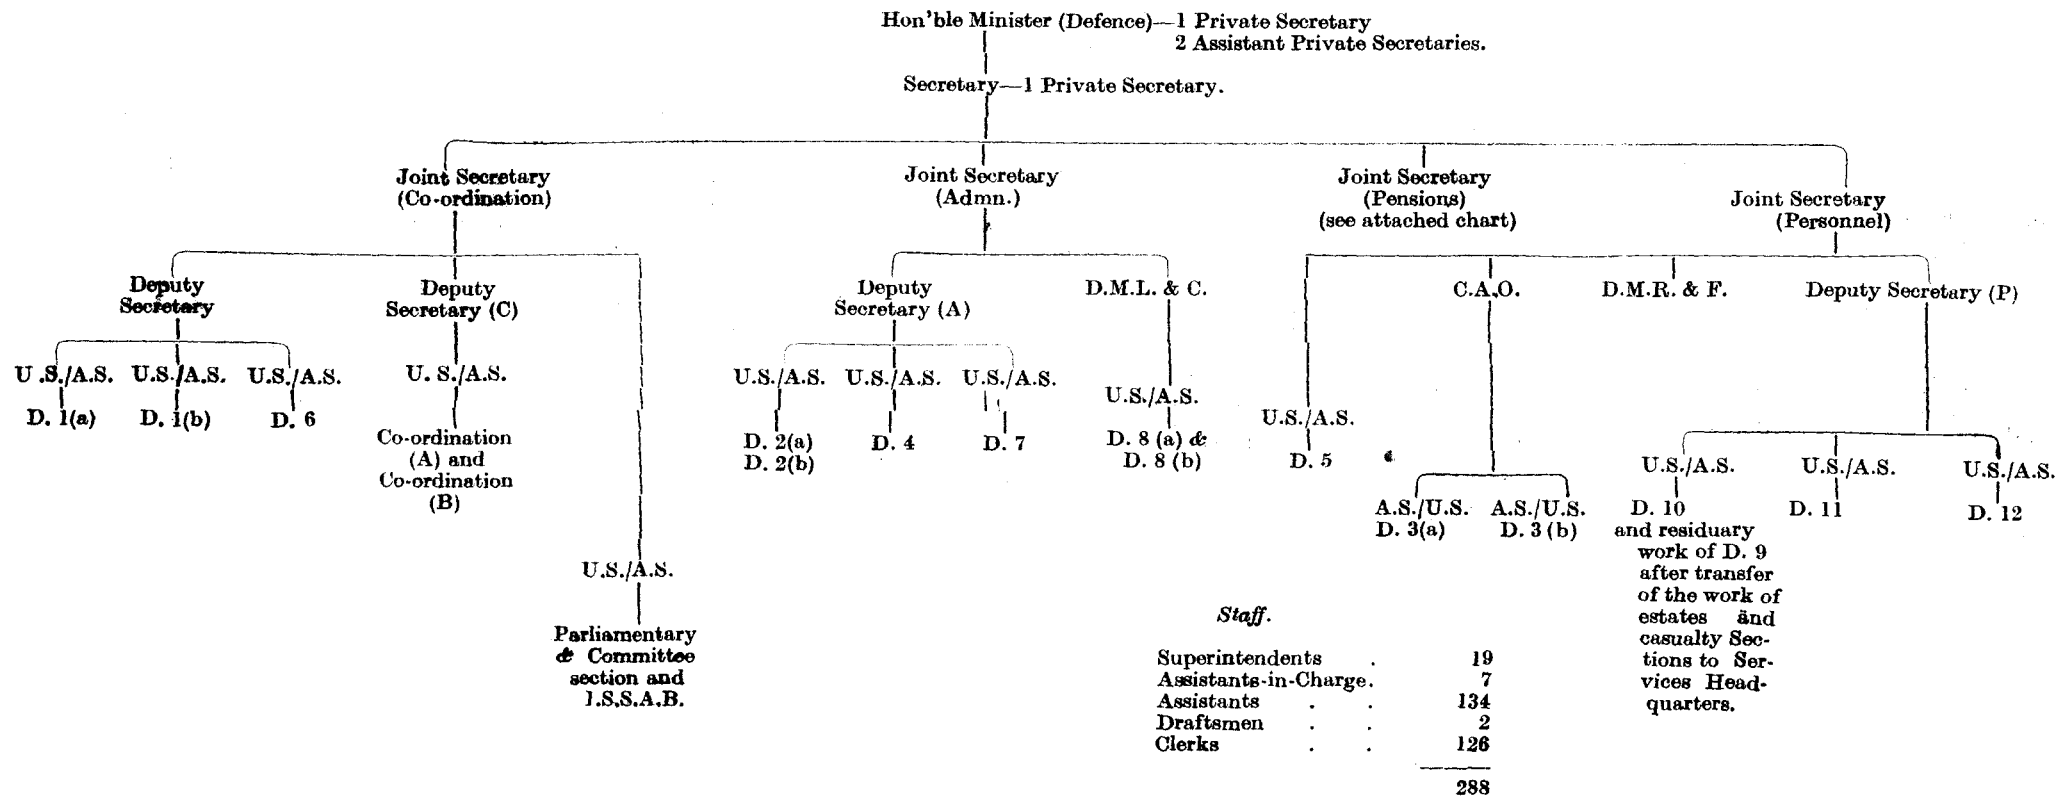 Hon'ble Minister (Defence)—1 Private Secretary
2 Assistant Private Secretaries.
Secretary—1 Private Secretary.
Joint Secretary
(Co-ordination)
Joint Secretary
(Admn.)
Joint Secretary
(Pensions)
(see attached chart)
Joint Secretary
(Personnel)
Deputy
Secretary
Deputy
Secretary (C)
Deputy
Secretary (A)
D.M.L. & C.
C.A.O.
D.M.R. & F.
Deputy Secretary (P)
U.S./A.S.
D. 1(a)
U.S./A.S.
D. 1(b)
U.S./A.S.
D. 6
U. S./A.S.
Co-ordination
(A) and
Co-ordination
(B)
U.S./A.S.
Parliamentary
& Committee
section and
I.S.S.A.B.
U.S./A.S.
D. 2(a)
D. 2(b)
U.S./A.S.
D. 4
U.S./A.S.
D. 7
U.S./A.S.
D. 8 (a) &
D. 8 (b)
U.S./A.S.
D. 5
A.S./U.S.
D. 3(a)
A.S./U.S.
D. 3 (b)
U.S./A.S.
D. 10
and residuary
work of D. 9
after transfer
of the work of
estates and
casualty Sec-
tions to Ser-
vices Head-
quarters.
U.S./A.S.
D. 11
U.S./A.S.
D. 12
Staff.
Superintendents . 19
Assistants-in-Charge. 7
Assistants . . 134
Draftsmen . . 2
Clerks . . 126
288